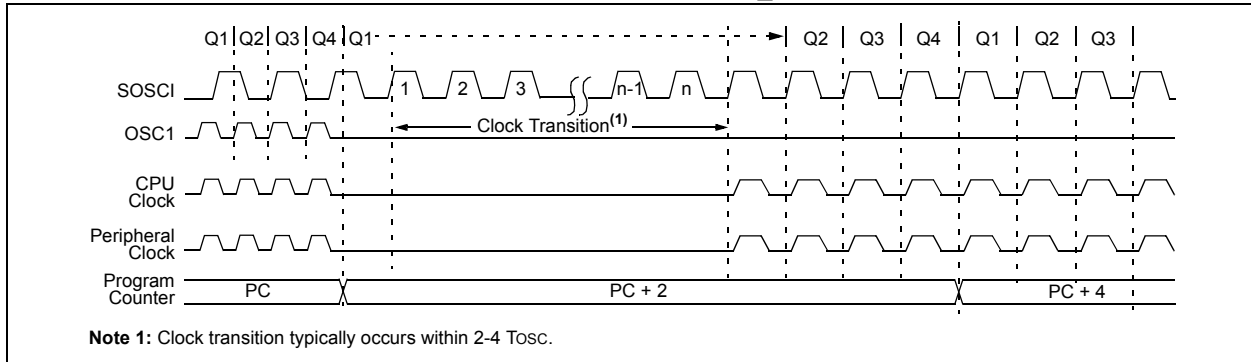 Q1 Q2 Q3 Q4 Q1 Q2 Q3 Q4 Q1 Q2 Q3
SOSCI 1 2 3 n-1 n
Clock Transition(1)
OSC1
CPU
Clock
Peripheral
Clock
Program
Counter PC PC + 2 PC + 4
Note 1: Clock transition typically occurs within 2-4 TOSC.